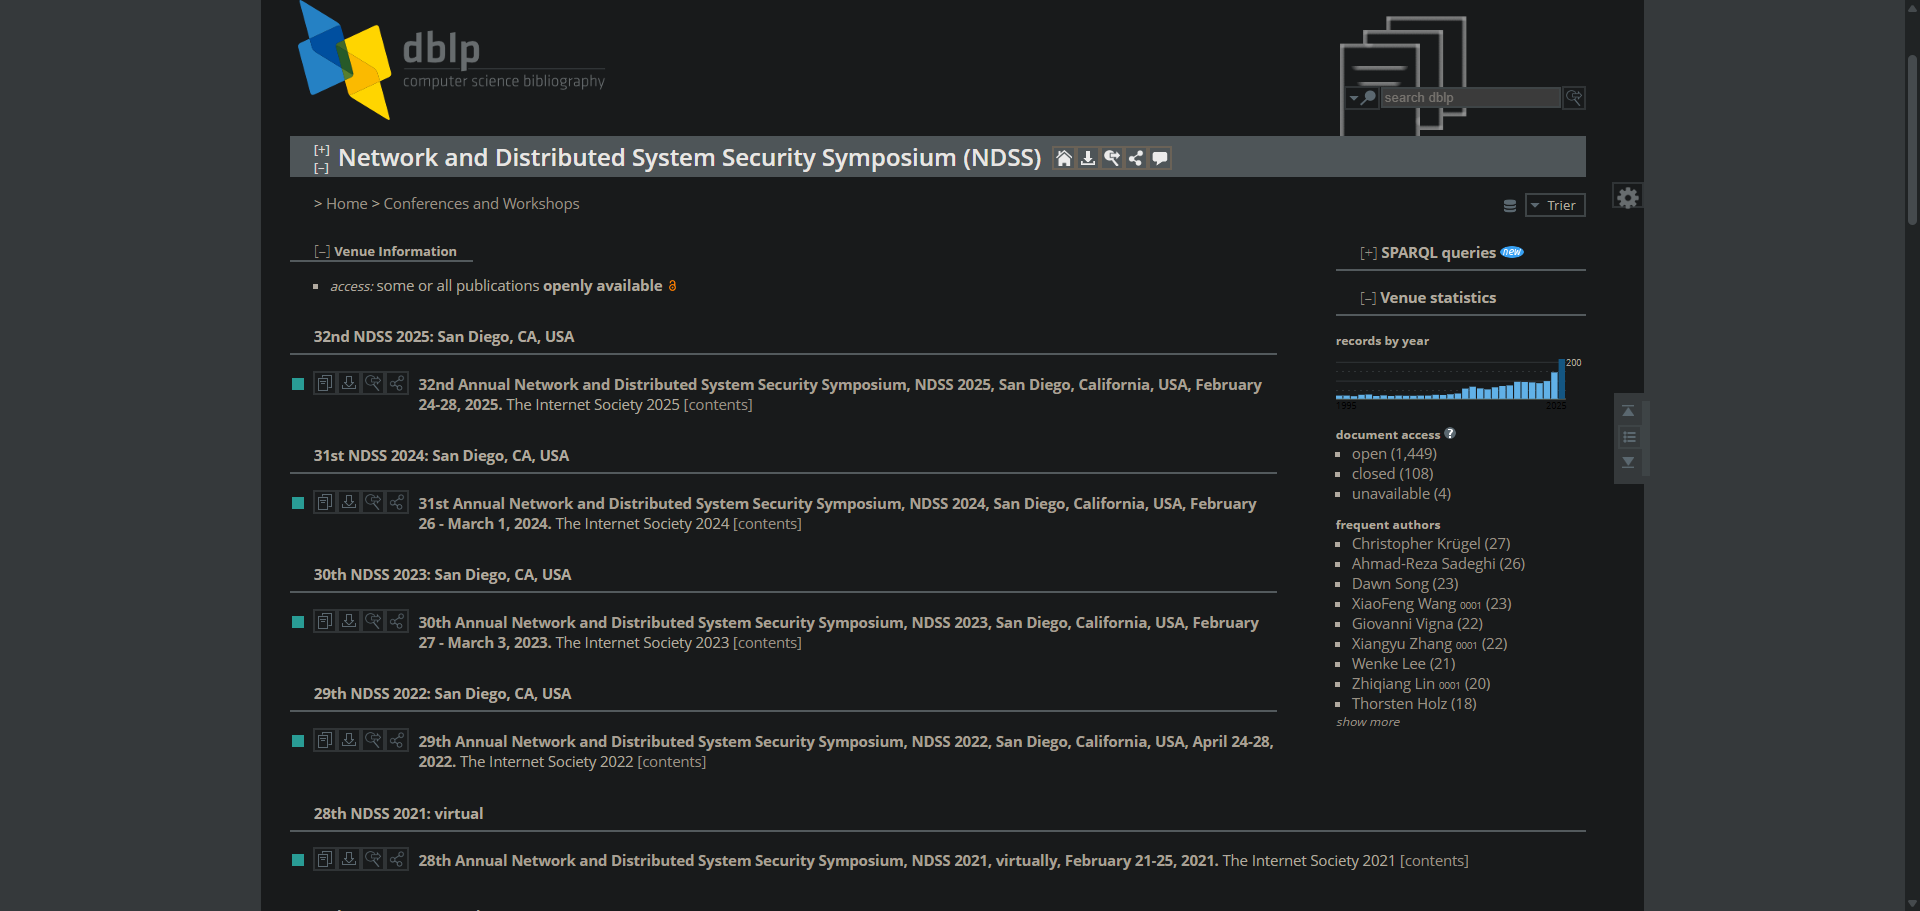 dblp
computer science bibliography
search dblp
[+]
[–]
Network and Distributed System Security Symposium (NDSS)
> Home > Conferences and Workshops
Trier
[–] Venue Information
access: some or all publications openly available
32nd NDSS 2025: San Diego, CA, USA
32nd Annual Network and Distributed System Security Symposium, NDSS 2025, San Diego, California, USA, February
24-28, 2025. The Internet Society 2025 [contents]
31st NDSS 2024: San Diego, CA, USA
31st Annual Network and Distributed System Security Symposium, NDSS 2024, San Diego, California, USA, February
26 - March 1, 2024. The Internet Society 2024 [contents]
30th NDSS 2023: San Diego, CA, USA
30th Annual Network and Distributed System Security Symposium, NDSS 2023, San Diego, California, USA, February
27 - March 3, 2023. The Internet Society 2023 [contents]
29th NDSS 2022: San Diego, CA, USA
29th Annual Network and Distributed System Security Symposium, NDSS 2022, San Diego, California, USA, April 24-28,
2022. The Internet Society 2022 [contents]
28th NDSS 2021: virtual
28th Annual Network and Distributed System Security Symposium, NDSS 2021, virtually, February 21-25, 2021. The Internet Society 2021 [contents]
[+] SPARQL queries new
[–] Venue statistics
records by year
200
1995 2025
document access ?
open (1,449)
closed (108)
unavailable (4)
frequent authors
Christopher Krügel (27)
Ahmad-Reza Sadeghi (26)
Dawn Song (23)
XiaoFeng Wang 0001 (23)
Giovanni Vigna (22)
Xiangyu Zhang 0001 (22)
Wenke Lee (21)
Zhiqiang Lin 0001 (20)
Thorsten Holz (18)
show more